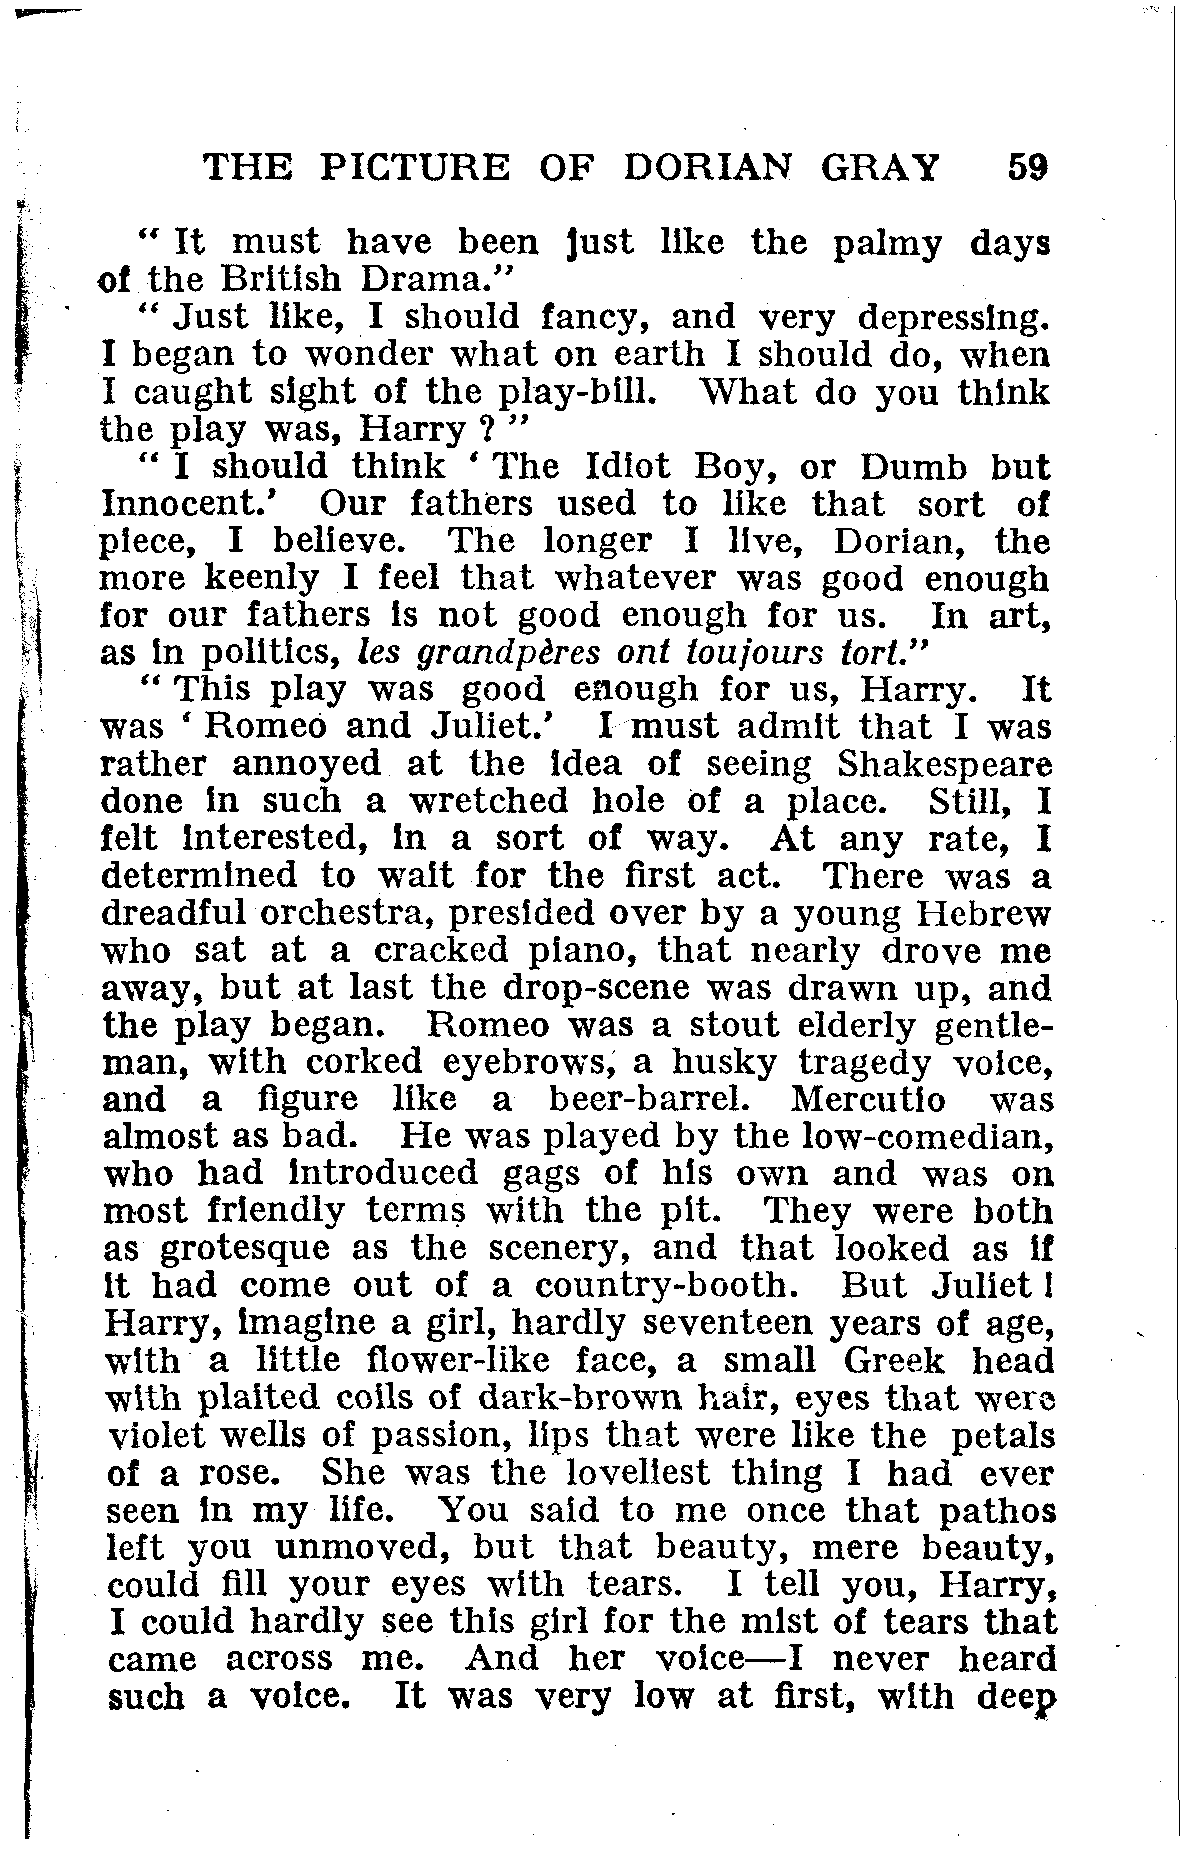 THE PICTURE OF DORIAN GRAY 59
“ It must have been just like the palmy days
of the British Drama.”
“ Just like, I should fancy, and very depressing.
I began to wonder what on earth I should do, when
I caught sight of the play-bill. What do you think
the play was, Harry ? ”
“ I should think ‘ The Idiot Boy, or Dumb but
Innocent.’ Our fathers used to like that sort of
piece, I believe. The longer I live, Dorian, the
more keenly I feel that whatever was good enough
for our fathers is not good enough for us. In art,
as in politics, les grandpères ont toujours tort.”
“ This play was good enough for us, Harry. It
was ‘ Romeo and Juliet.’ I must admit that I was
rather annoyed at the idea of seeing Shakespeare
done in such a wretched hole of a place. Still, I
felt interested, in a sort of way. At any rate, I
determined to wait for the first act. There was a
dreadful orchestra, presided over by a young Hebrew
who sat at a cracked piano, that nearly drove me
away, but at last the drop-scene was drawn up, and
the play began. Romeo was a stout elderly gentle-
man, with corked eyebrows, a husky tragedy voice,
and a figure like a beer-barrel. Mercutio was
almost as bad. He was played by the low-comedian,
who had introduced gags of his own and was on
most friendly terms with the pit. They were both
as grotesque as the scenery, and that looked as if
it had come out of a country-booth. But Juliet !
Harry, imagine a girl, hardly seventeen years of age,
with a little flower-like face, a small Greek head
with plaited coils of dark-brown hair, eyes that were
violet wells of passion, lips that were like the petals
of a rose. She was the loveliest thing I had ever
seen in my life. You said to me once that pathos
left you unmoved, but that beauty, mere beauty,
could fill your eyes with tears. I tell you, Harry,
I could hardly see this girl for the mist of tears that
came across me. And her voice—I never heard
such a voice. It was very low at first, with deep